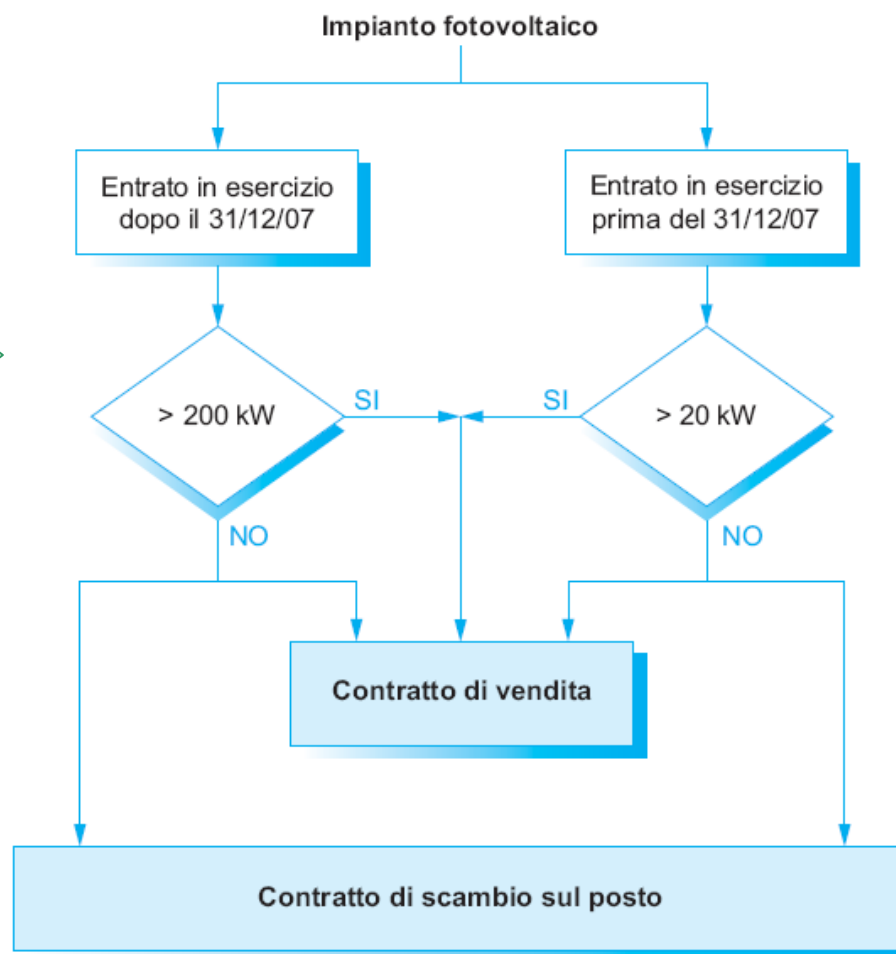 Impianto fotovoltaico
Entrato in esercizio
dopo il 31/12/07
Entrato in esercizio
prima del 31/12/07
> 200 kW
SI
SI
> 20 kW
NO
NO
Contratto di vendita
Contratto di scambio sul posto